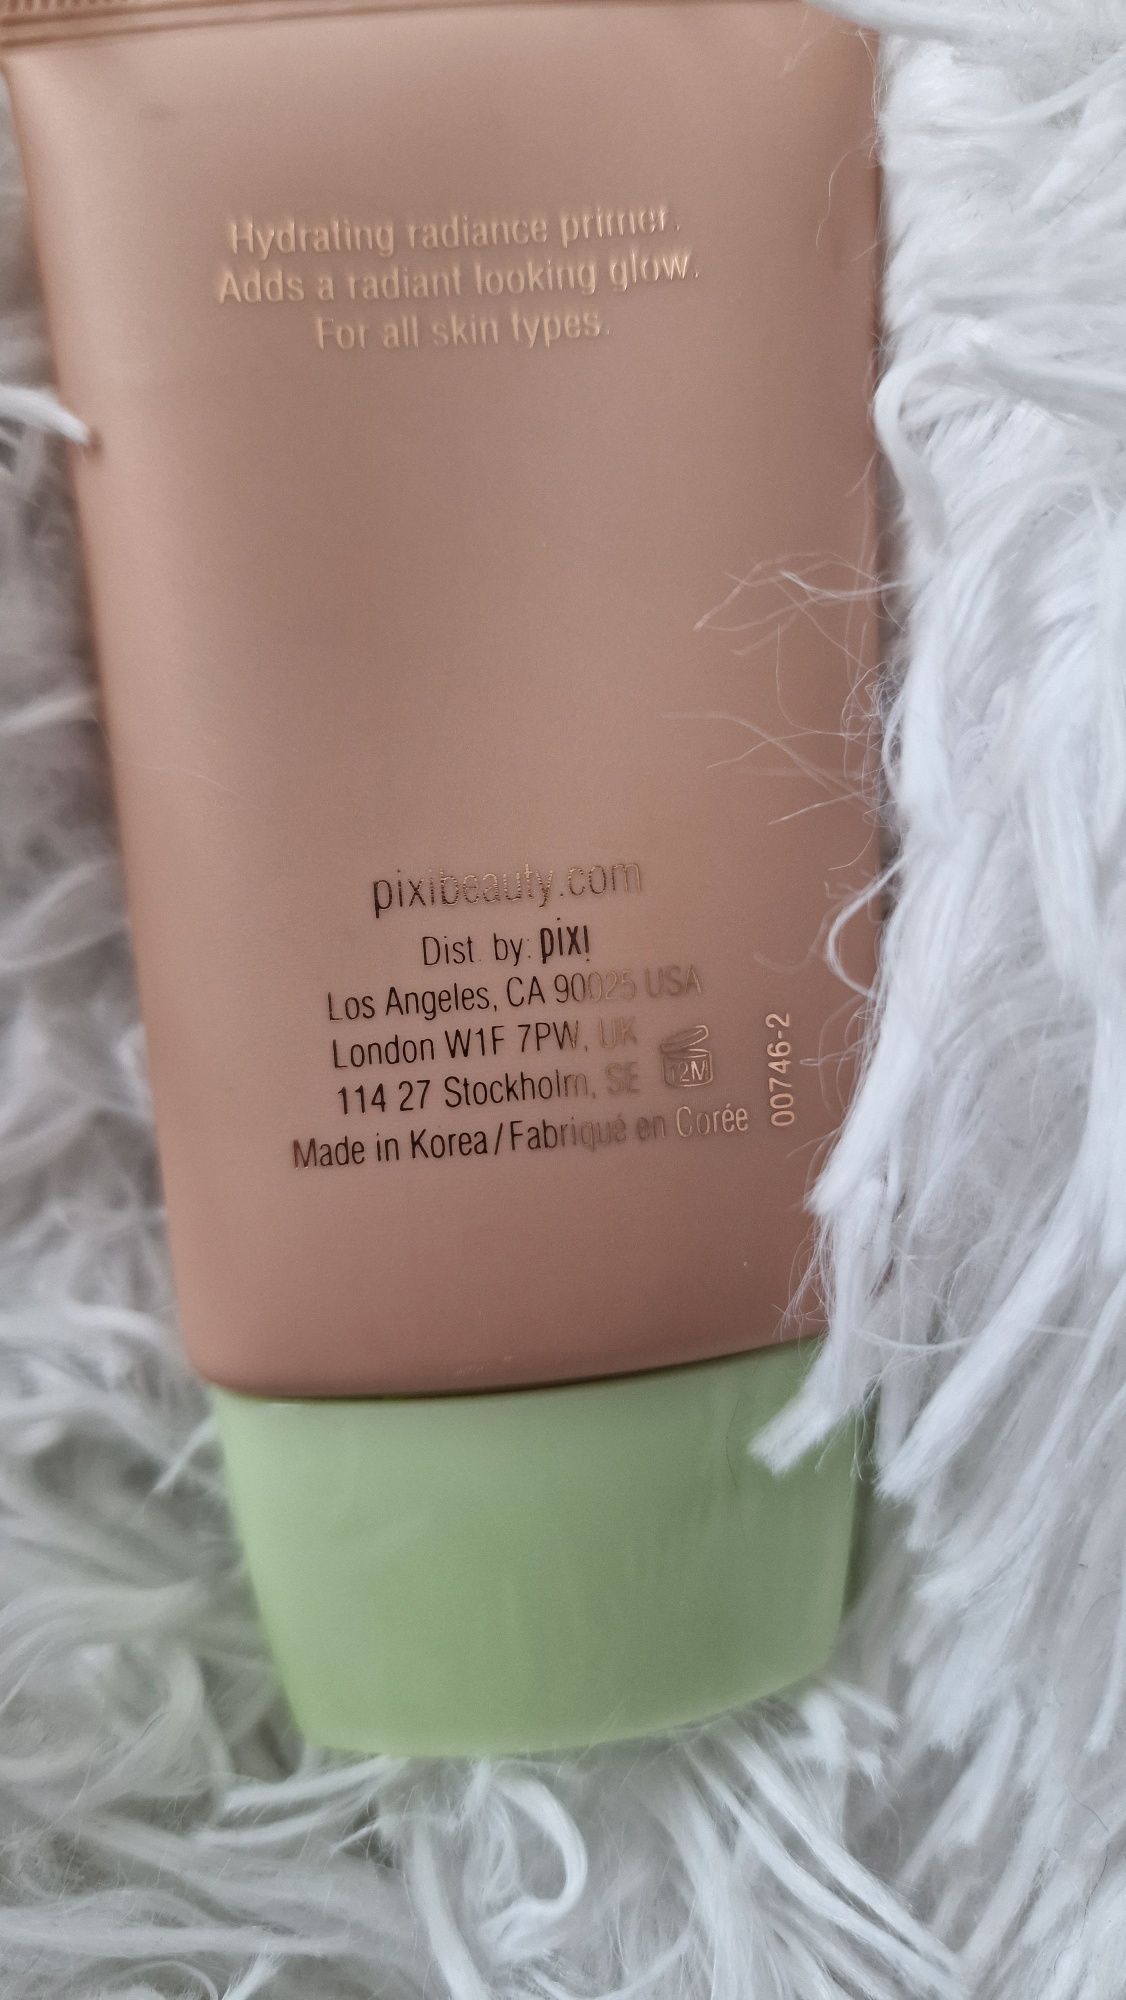 Hydrating radiance primer.
Adds a radiant looking glow.
For all skin types.
pixibeauty.com
Dist. by: pixi
Los Angeles, CA 90025 USA
London W1F 7PW, UK
114 27 Stockholm, SE
12M
Made in Korea/Fabriqué en Corée
00746-2